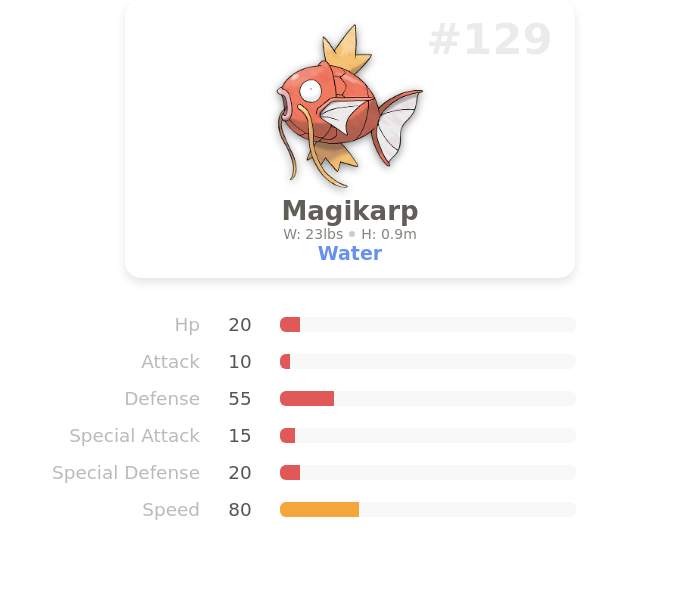 #129
Magikarp
W: 23lbs • H: 0.9m
Water
Hp 20
Attack 10
Defense 55
Special Attack 15
Special Defense 20
Speed 80